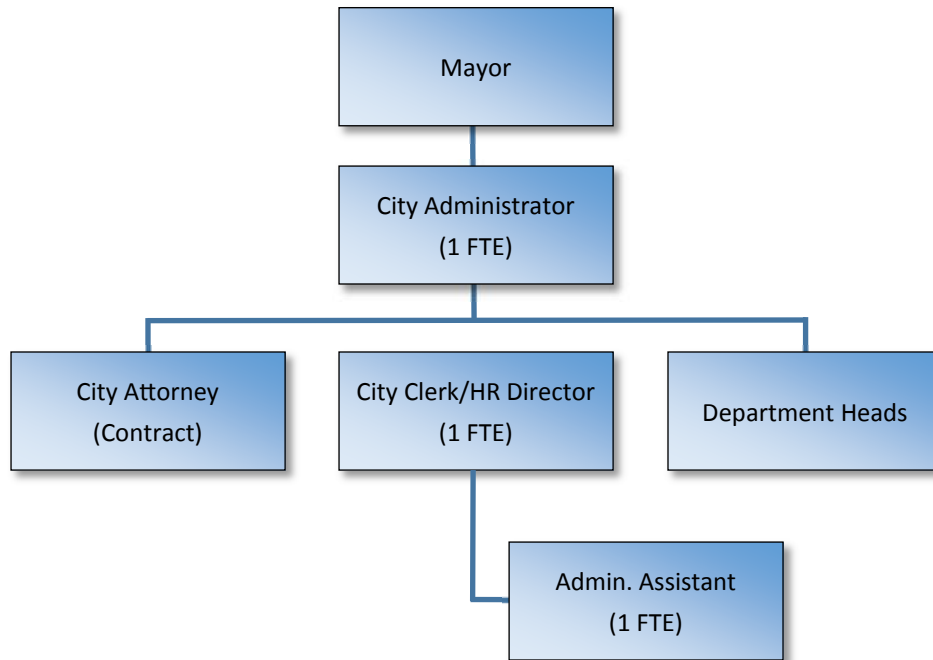 Mayor
City Administrator
(1 FTE)
City Attorney
(Contract)
City Clerk/HR Director
(1 FTE)
Department Heads
Admin. Assistant
(1 FTE)